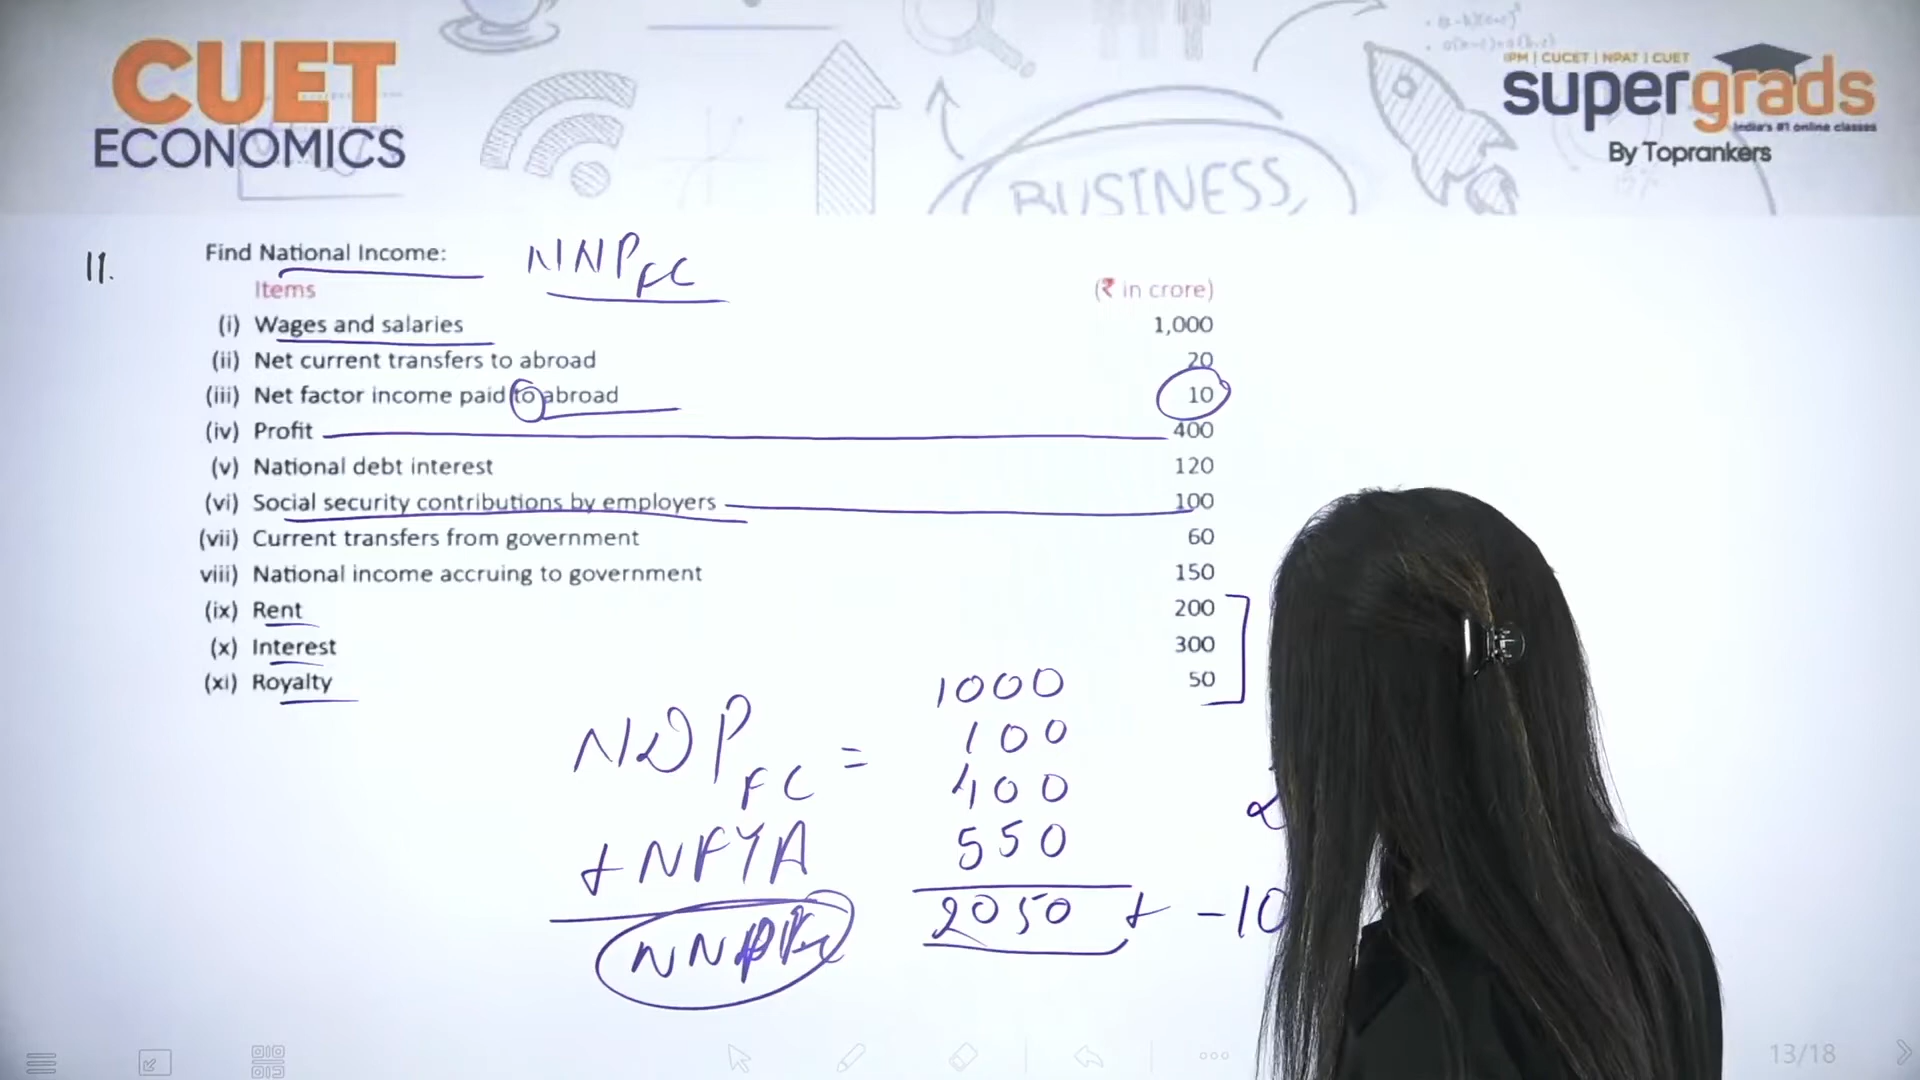 CUET
ECONOMICS
IPM | CUCET | NPAT | CUET
supergrads
India's #1 online classes
By Toprankers
BUSINESS,
11.
Find National Income:
NNP FC
Items (₹ in crore)
(i) Wages and salaries 1,000
(ii) Net current transfers to abroad 20
(iii) Net factor income paid to abroad 10
(iv) Profit 400
(v) National debt interest 120
(vi) Social security contributions by employers 100
(vii) Current transfers from government 60
viii) National income accruing to government 150
(ix) Rent 200
(x) Interest 300
(xi) Royalty 50
1000
NDP FC = 100
400
+ NFYA 550
2050 + -10
13/18